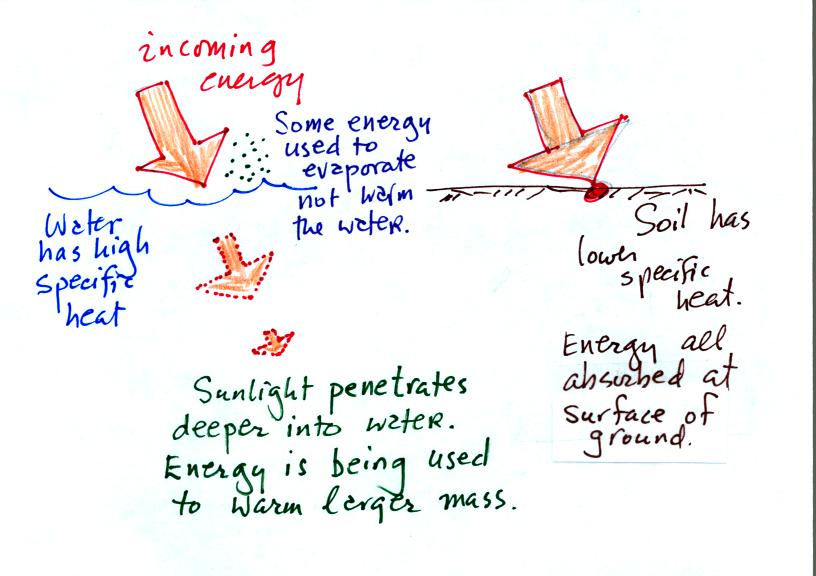 incoming
energy
Some energy
used to
evaporate
not warm
the water.
Water
has high
specific
heat
Sunlight penetrates
deeper into water.
Energy is being used
to warm larger mass.
Soil has
lower
specific
heat.
Energy all
absorbed at
surface of
ground.